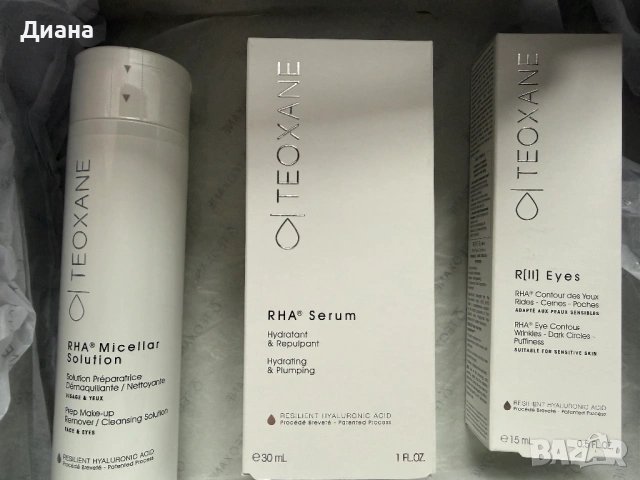 Диана
TEOXANE
RHA® Micellar
Solution
Solution Préparatrice
Démaquillante / Nettoyante
VISAGE & YEUX
Prep Make-up
Remover / Cleansing Solution
FACE & EYES
RESILIENT HYALURONIC ACID
Procédé Breveté - Patented Process
TEOXANE
RHA® Serum
Hydratant
& Repulpant
Hydrating
& Plumping
RESILIENT HYALURONIC ACID
Procédé Breveté - Patented Process
℮ 30 mL 1 FL.OZ.
TEOXANE
R[II] Eyes
RHA® Contour des Yeux
Rides - Cernes - Poches
ADAPTÉ AUX PEAUX SENSIBLES
RHA® Eye Contour
Wrinkles - Dark Circles -
Puffiness
SUITABLE FOR SENSITIVE SKIN
RESILIENT HYALURONIC ACID
Procédé Breveté - Patented Process
℮ 15 mL 0.5 FL.OZ.
BAZAR